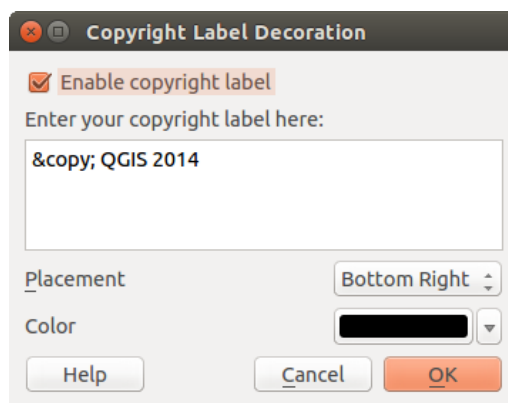 Copyright Label Decoration
Enable copyright label
Enter your copyright label here:
&copy; QGIS 2014
Placement
Bottom Right
Color
Help
Cancel
OK